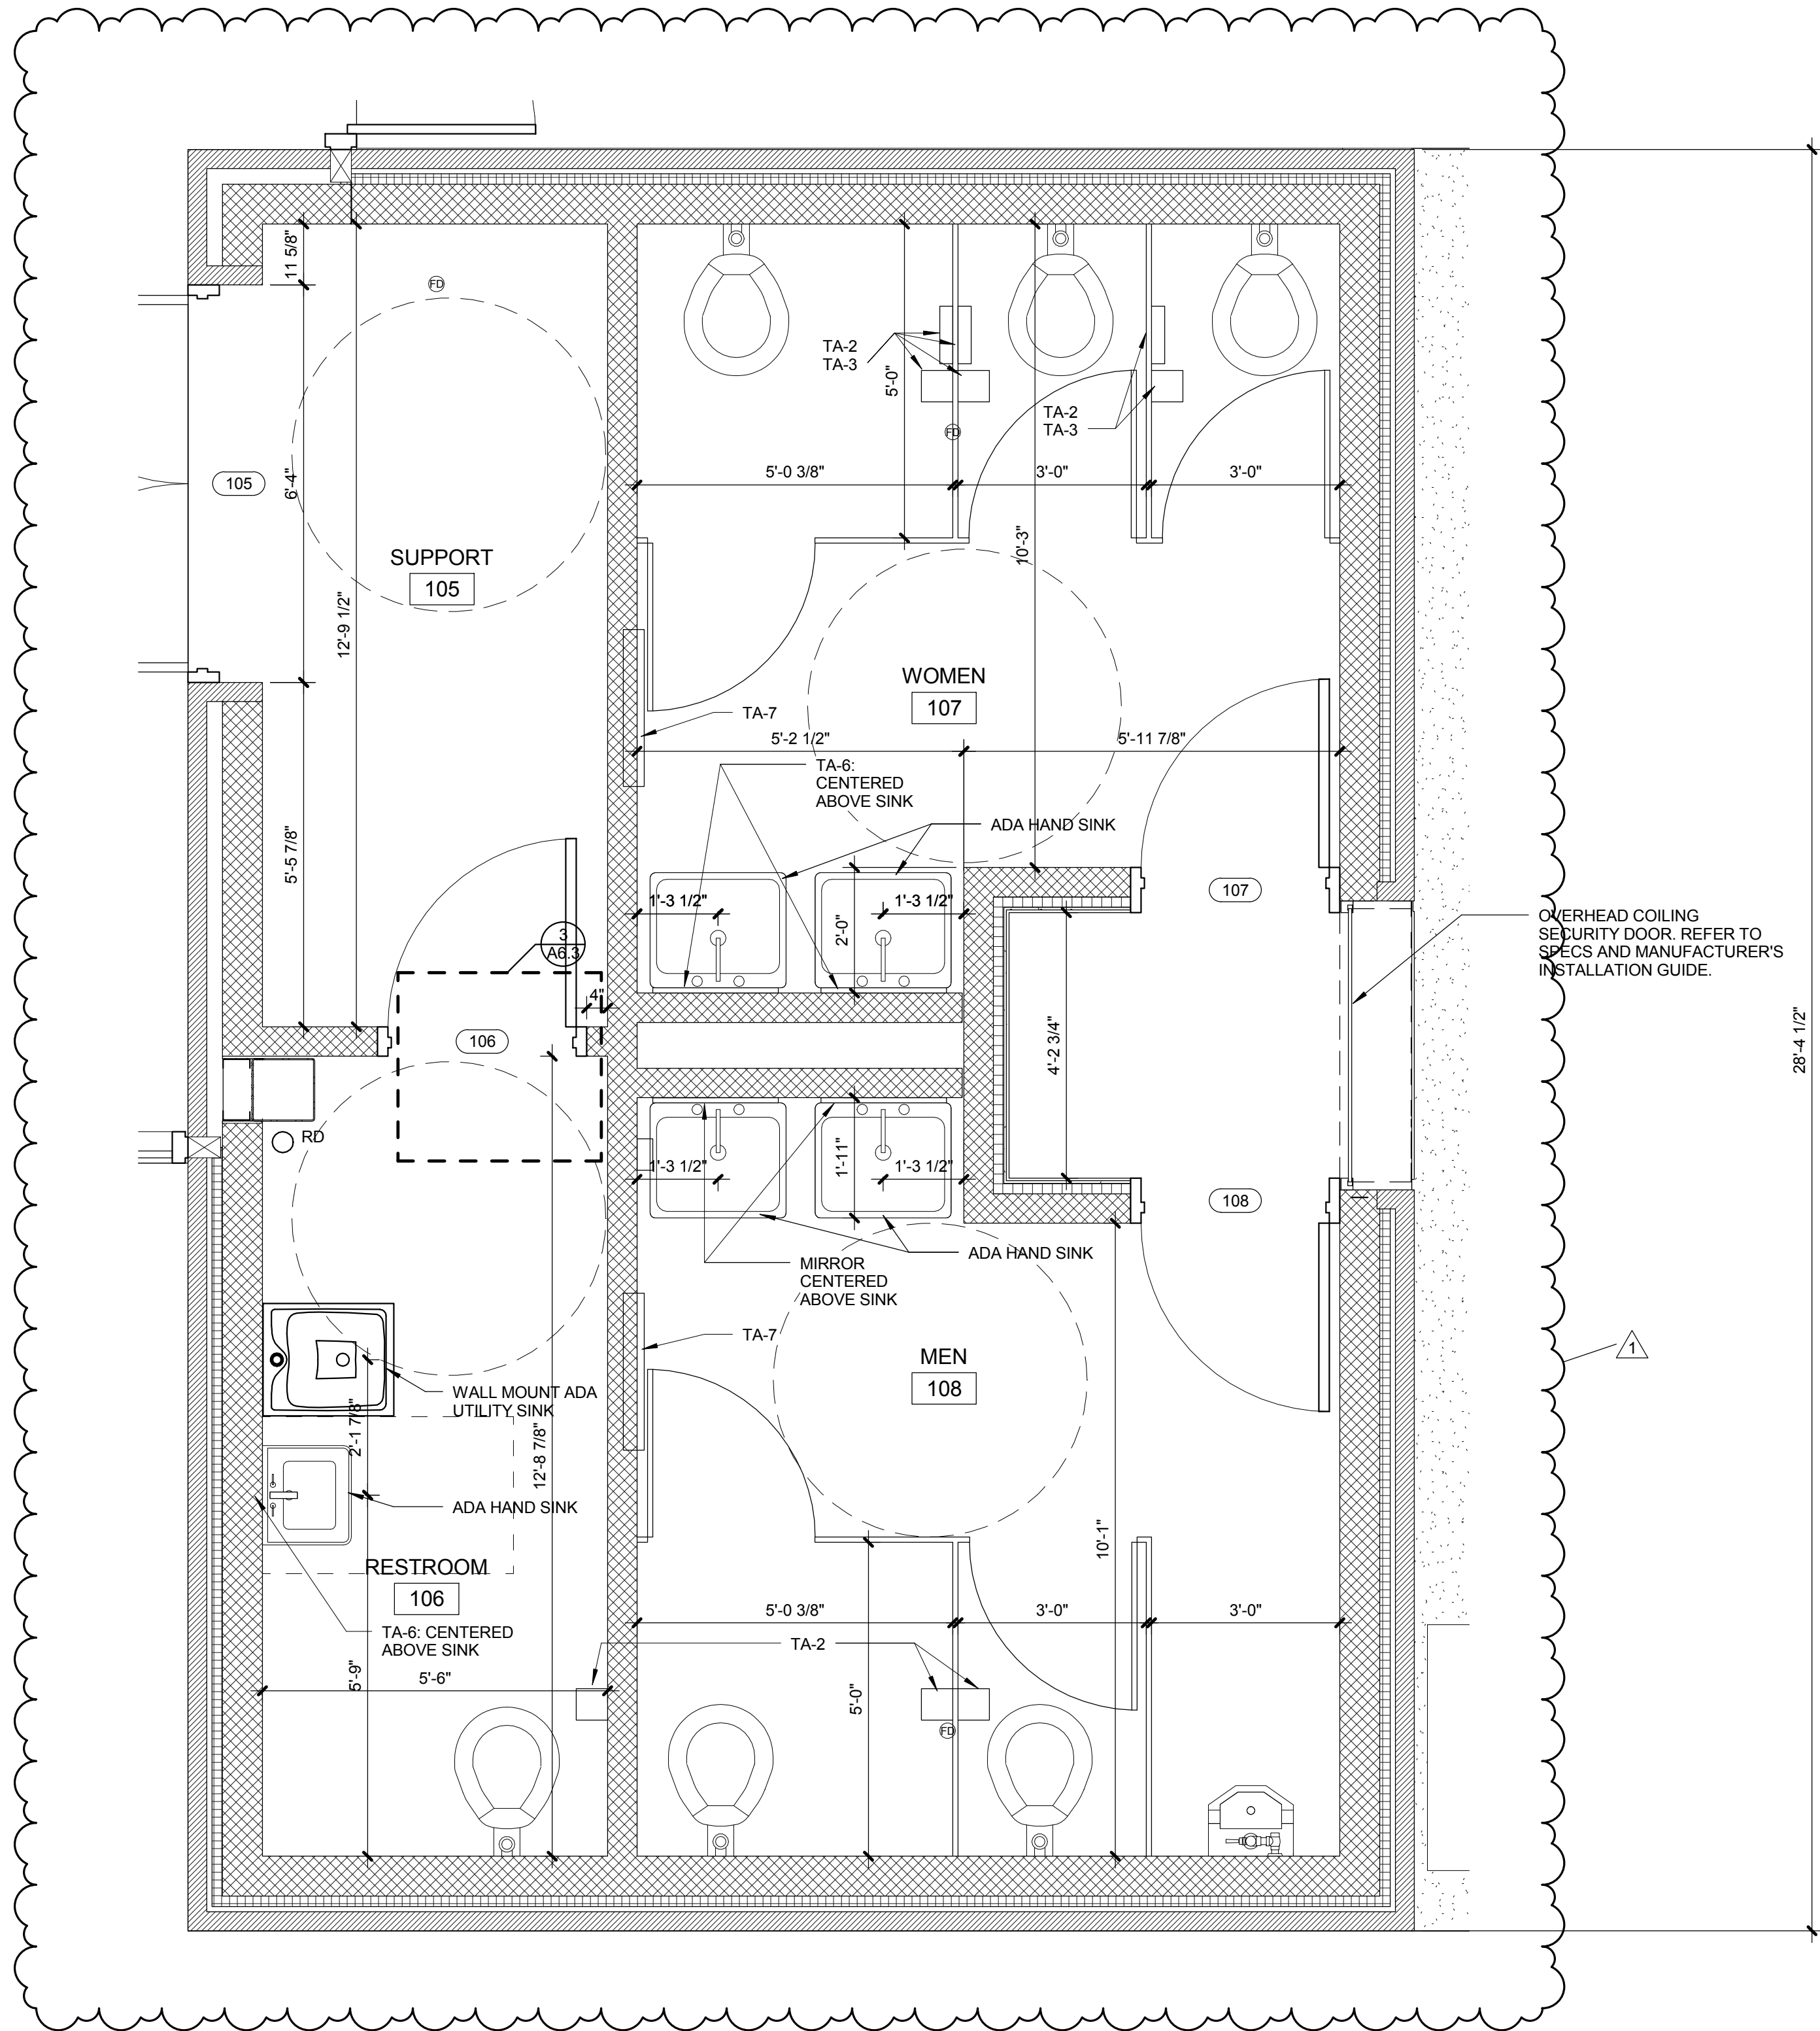 11 5/8"
FD
TA-2
TA-3
5'-0"
TA-2
TA-3
FD
105
6'-4"
5'-0 3/8"
3'-0"
3'-0"
10'-3"
SUPPORT
105
12'-9 1/2"
WOMEN
107
TA-7
5'-2 1/2"
5'-11 7/8"
TA-6:
CENTERED
ABOVE SINK
ADA HAND SINK
5'-5 7/8"
107
1'-3 1/2"
2'-0"
1'-3 1/2"
OVERHEAD COILING
SECURITY DOOR. REFER TO
SPECS AND MANUFACTURER'S
INSTALLATION GUIDE.
3
A6.3
4"
106
4'-2 3/4"
28'-4 1/2"
RD
1'-3 1/2"
1'-11"
1'-3 1/2"
108
ADA HAND SINK
MIRROR
CENTERED
ABOVE SINK
TA-7
MEN
108
1
WALL MOUNT ADA
UTILITY SINK
2'-1 7/8"
12'-8 7/8"
ADA HAND SINK
10'-1"
RESTROOM
106
5'-0 3/8"
3'-0"
3'-0"
TA-6: CENTERED
ABOVE SINK
TA-2
5'-9"
5'-6"
5'-0"
FD